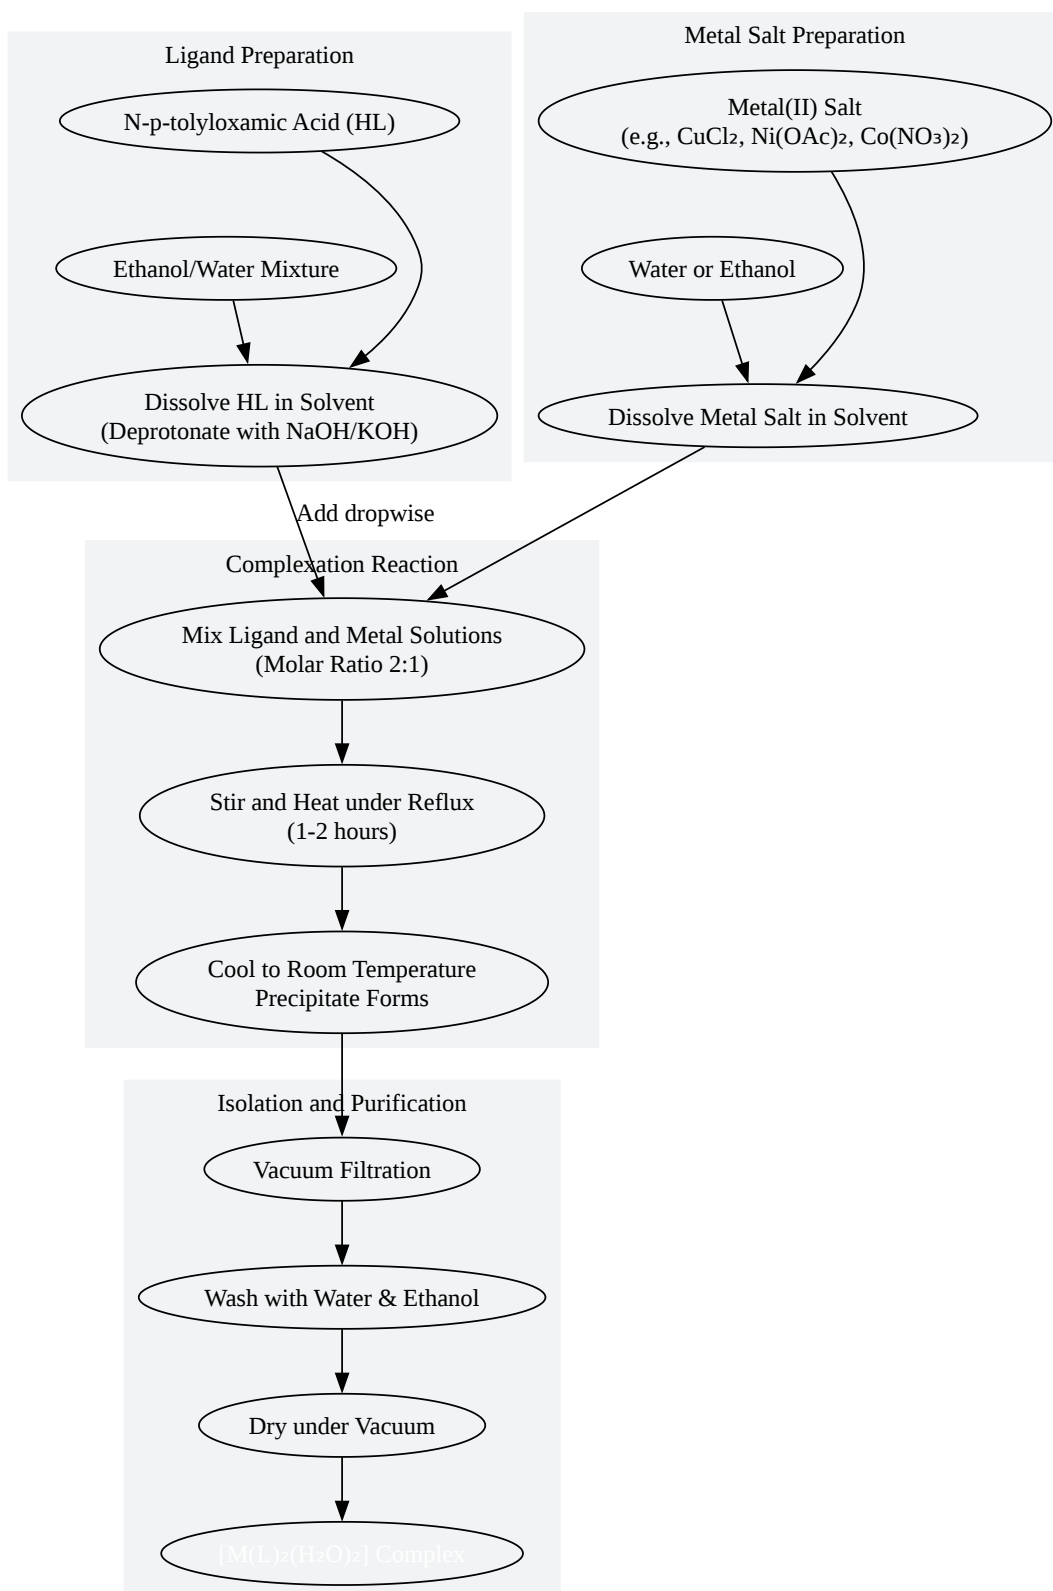 Ligand Preparation
N-p-tolyloxamic Acid (HL)
Ethanol/Water Mixture
Dissolve HL in Solvent
(Deprotonate with NaOH/KOH)
Metal Salt Preparation
Metal(II) Salt
(e.g., CuCl₂, Ni(OAc)₂, Co(NO₃)₂)
Water or Ethanol
Dissolve Metal Salt in Solvent
Add dropwise
Complexation Reaction
Mix Ligand and Metal Solutions
(Molar Ratio 2:1)
Stir and Heat under Reflux
(1-2 hours)
Cool to Room Temperature
Precipitate Forms
Isolation and Purification
Vacuum Filtration
Wash with Water & Ethanol
Dry under Vacuum
[M(L)₂(H₂O)₂] Complex